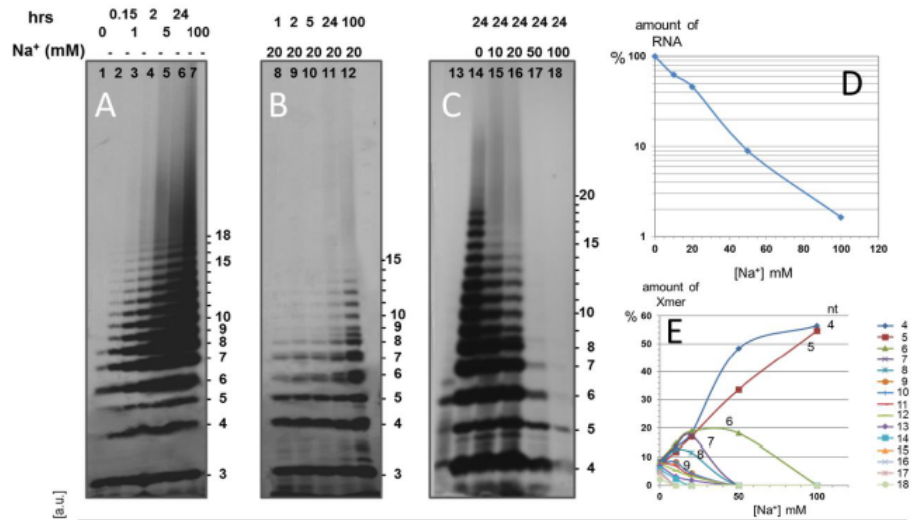 hrs 0.15 2 24
0 1 5 100
Na⁺ (mM) - - - - - - -
1 2 3 4 5 6 7
A
18
15
10
9
8
7
6
5
4
3
[a.u.]
1 2 5 24 100
20 20 20 20 20
8 9 10 11 12
B
15
10
9
8
7
6
5
4
3
24 24 24 24 24
0 10 20 50 100
13 14 15 16 17 18
C
20
15
10
8
7
6
5
4
amount of
RNA
%
100
10
1
D
0 20 40 60 80 100 120
[Na⁺] mM
amount of
Xmer
%
E
60
50
40
30
20
10
0
nt
4
5
6
7
8
9
0 50 100
[Na⁺] mM
4
5
6
7
8
9
10
11
12
13
14
15
16
17
18